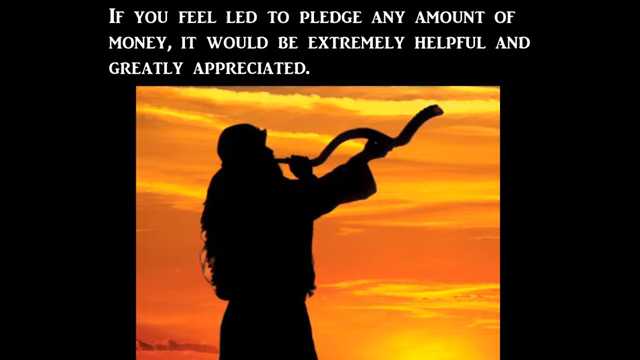 If you feel led to pledge any amount of
money, it would be extremely helpful and
greatly appreciated.